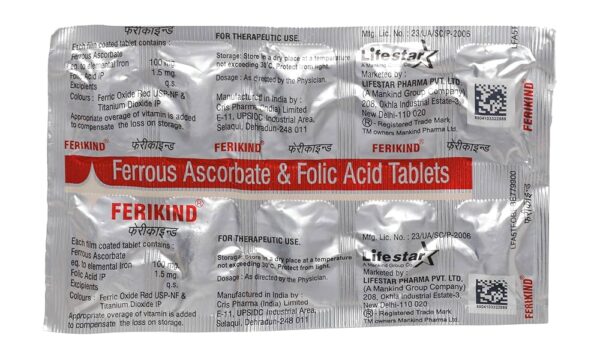 Each film coated tablet contains :
Ferrous Ascorbate
eq. to elemental Iron 100 mg.
Folic Acid IP 1.5 mg
Excipients q.s.
Colours : Ferric Oxide Red USP-NF &
Titanium Dioxide IP
Appropriate overage of vitamin is added
to compensate the loss on storage.
फेरीकाइन्ड
FOR THERAPEUTIC USE.
Storage: Store in a dry place at a temperature
not exceeding 30°C. Protect from light.
Dosage : As directed by the Physician.
Manufactured in India by :
Cris Pharma (India) Limited
E-11, UPSIDC Industrial Area,
Selaqui, Dehradun-248 011
Mfg. Lic. No. : 23/UA/SC/P-2006
Lifestar
A Mankind Group Co.
Marketed by :
LIFESTAR PHARMA PVT. LTD
(A Mankind Group Company)
208, Okhla Industrial Estate-3,
New Delhi-110 020
® - Registered Trade Mark
TM owners Mankind Pharma Ltd.
FERIKIND®
FERIKIND® फेरीकाइन्ड FERIKIND® फेरीकाइन्ड FERIKIND® फेरीकाइन्ड
Ferrous Ascorbate & Folic Acid Tablets
FERIKIND®
फेरीकाइन्ड
Each film coated tablet contains :
Ferrous Ascorbate
eq. to elemental Iron 100 mg.
Folic Acid IP 1.5 mg
Excipients q.s.
Colours : Ferric Oxide Red USP-NF &
Titanium Dioxide IP
Appropriate overage of vitamin is added
to compensate the loss on storage.
FOR THERAPEUTIC USE.
Storage: Store in a dry place at a temperature
not exceeding 30°C. Protect from light.
Dosage : As directed by the Physician.
Manufactured in India by :
Cris Pharma (India) Limited
E-11, UPSIDC Industrial Area,
Selaqui, Dehradun-248 011
Mfg. Lic. No. : 23/UA/SC/P-2006
Lifestar
A Mankind Group Co.
Marketed by :
LIFESTAR PHARMA PVT. LTD.
(A Mankind Group Company)
208, Okhla Industrial Estate-3,
New Delhi-110 020
® - Registered Trade Mark
TM owners Mankind Pharma Ltd.
FERIKIND®